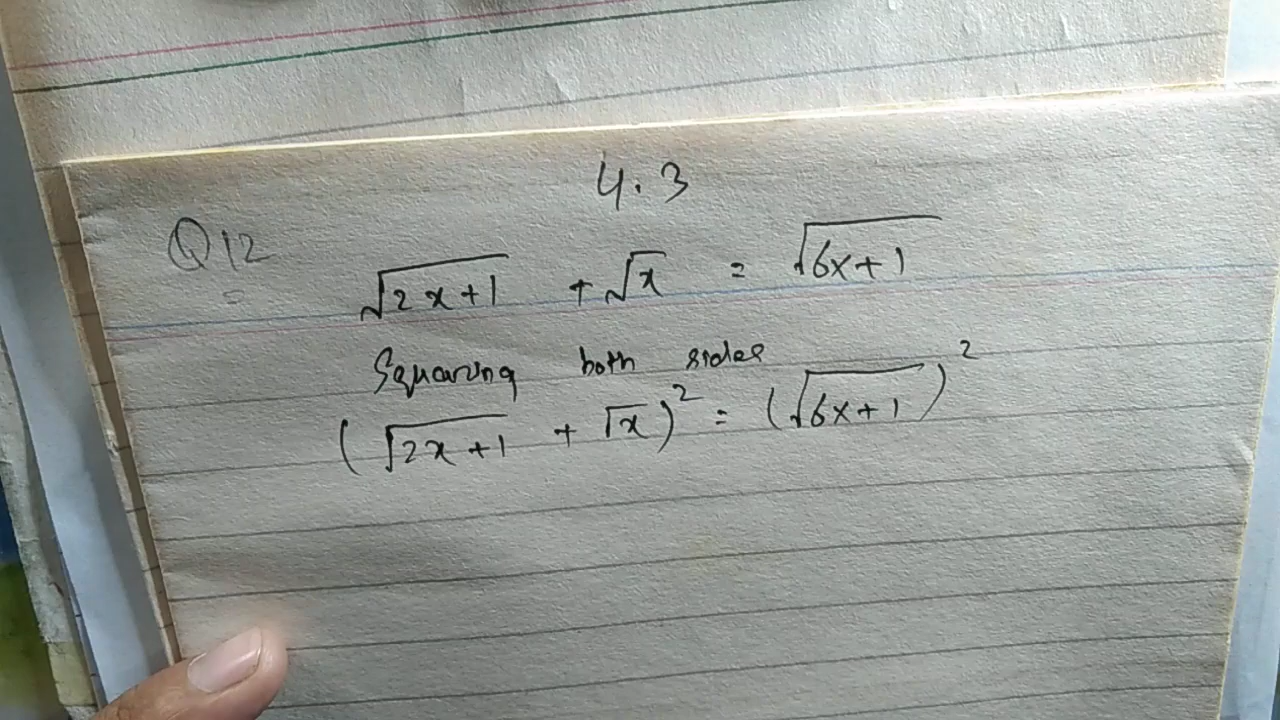 4.3
Q12
√2x+1 + √x = √6x+1
Squaring both sides
(√2x+1 + √x)² = (√6x+1)²